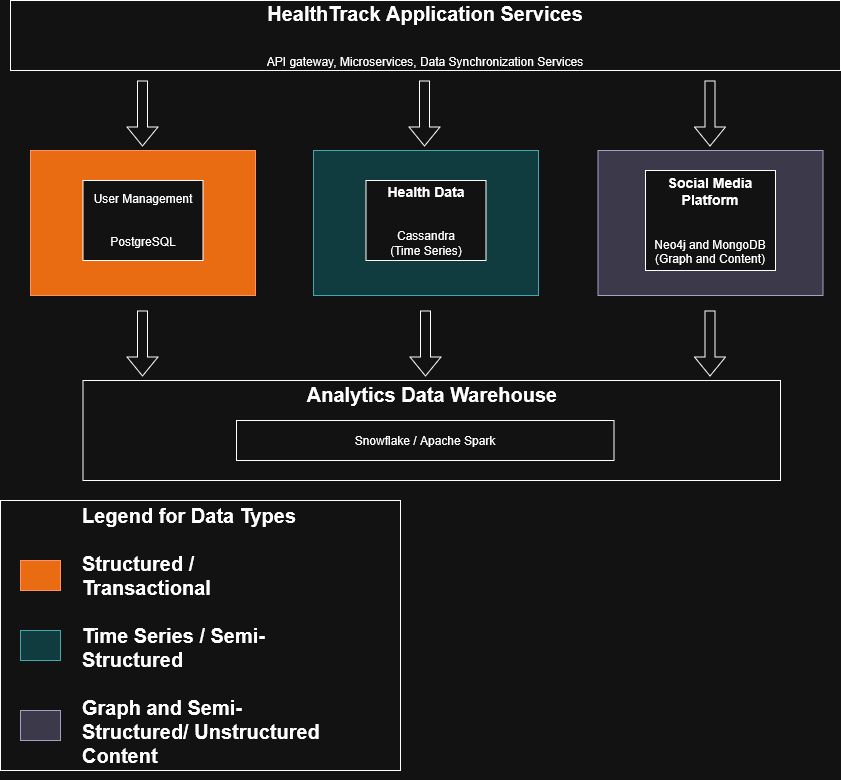 HealthTrack Application Services
API gateway, Microservices, Data Synchronization Services
User Management
PostgreSQL
Health Data
Cassandra
(Time Series)
Social Media
Platform
Neo4j and MongoDB
(Graph and Content)
Analytics Data Warehouse
Snowflake / Apache Spark
Legend for Data Types
Structured /
Transactional
Time Series / Semi-
Structured
Graph and Semi-
Structured/ Unstructured
Content